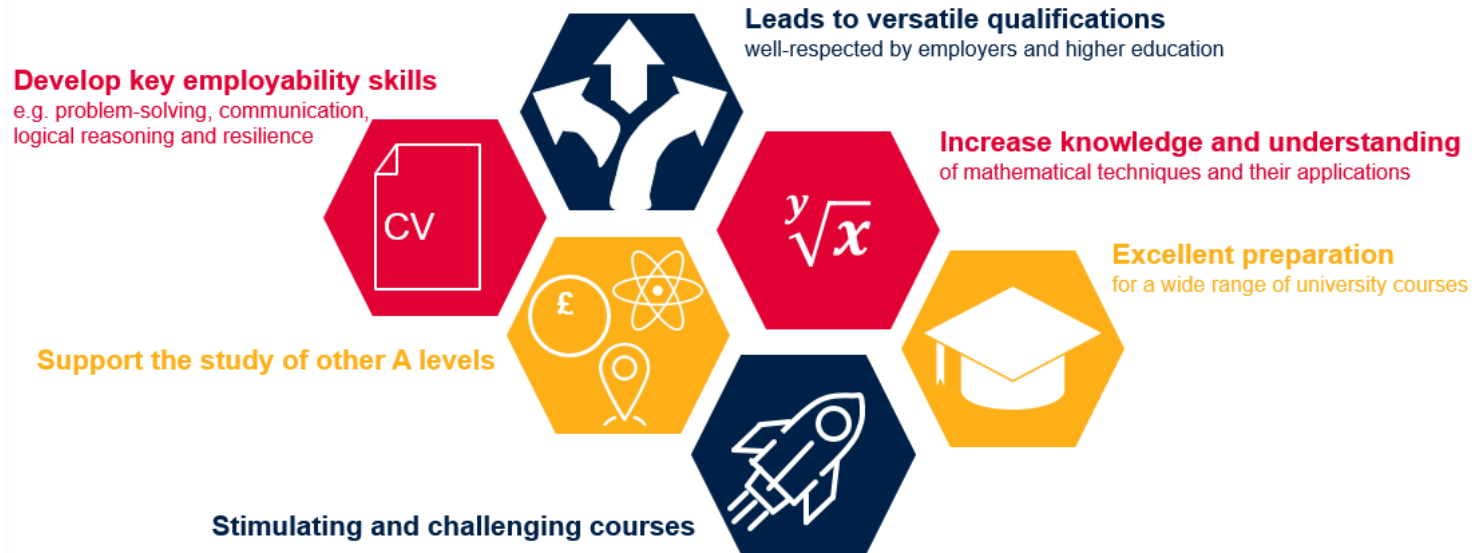 Leads to versatile qualifications
well-respected by employers and higher education
Develop key employability skills
e.g. problem-solving, communication,
logical reasoning and resilience
CV
Increase knowledge and understanding
of mathematical techniques and their applications
y√x
£
Excellent preparation
for a wide range of university courses
Support the study of other A levels
Stimulating and challenging courses